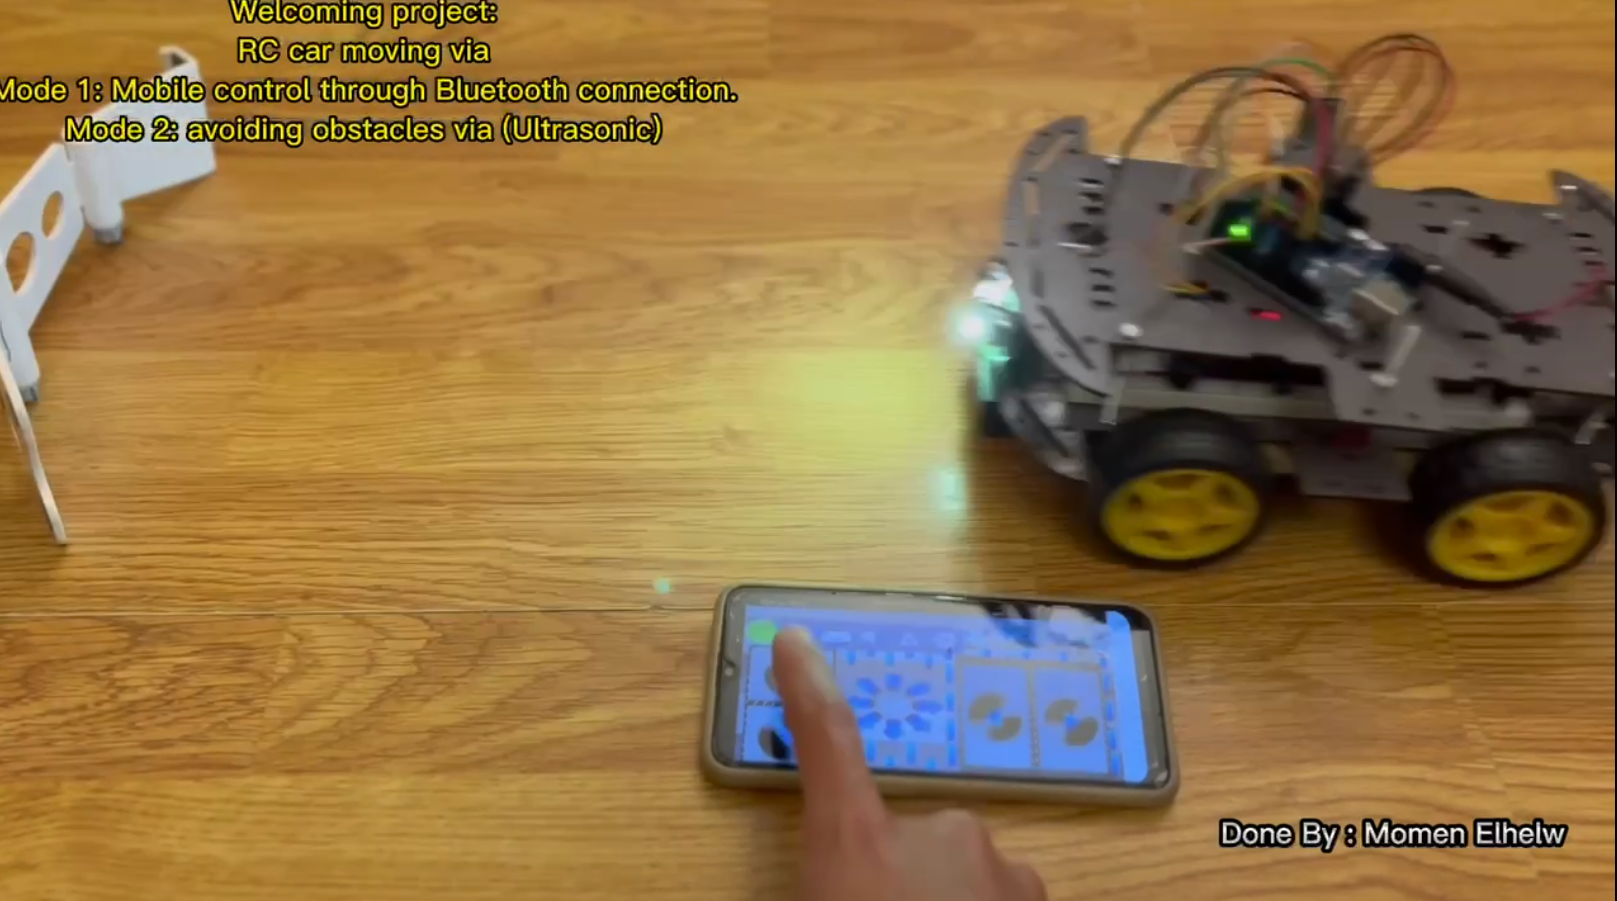 Welcoming project:
RC car moving via
Mode 1: Mobile control through Bluetooth connection.
Mode 2: avoiding obstacles via (Ultrasonic)
Done By : Momen Elhelw